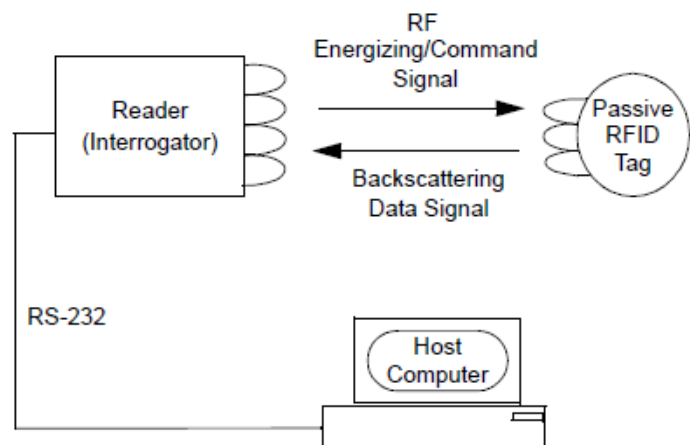 RF
Energizing/Command
Signal
Reader
(Interrogator)
Passive
RFID
Tag
Backscattering
Data Signal
RS-232
Host
Computer